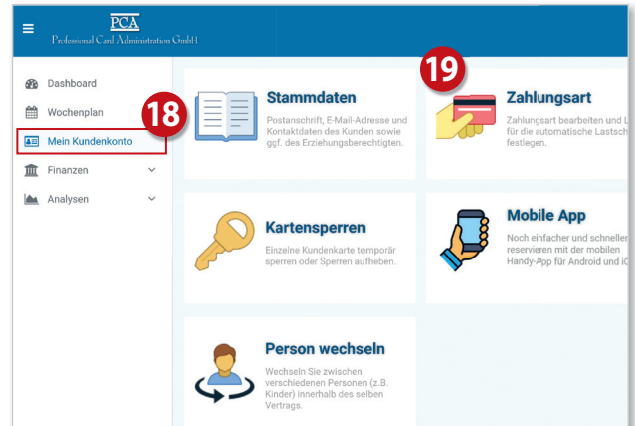 PCA
Professional Card Administration GmbH
Dashboard
Wochenplan
18
Mein Kundenkonto
Finanzen
Analysen
Stammdaten
Postanschrift, E-Mail-Adresse und
Kontaktdaten des Kunden sowie
ggf. des Erziehungsberechtigten.
19
Zahlungsart
Zahlungsart bearbeiten und L
für die automatische Lastsch
festlegen.
Kartensperren
Einzelne Kundenkarte temporär
sperren oder Sperren aufheben.
Mobile App
Noch einfacher und schneller
reservieren mit der mobilen
Handy-App für Android und iO
Person wechseln
Wechseln Sie zwischen
verschiedenen Personen (z.B.
Kinder) innerhalb des selben
Vertrags.